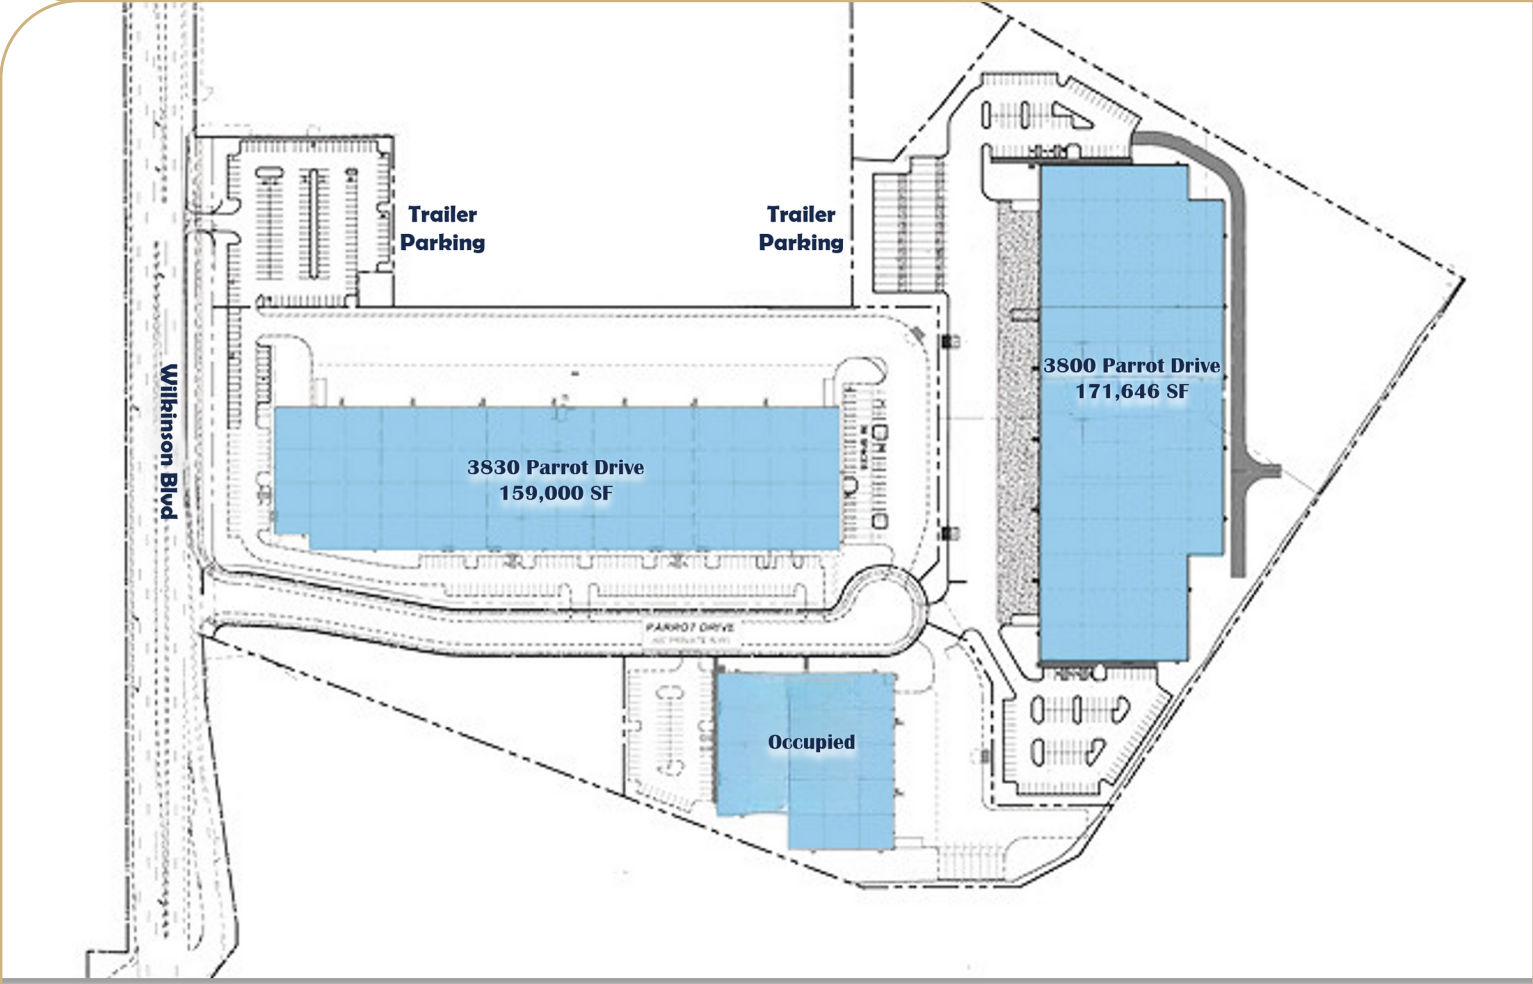 Trailer
Parking
Trailer
Parking
Wilkinson Blvd
3800 Parrot Drive
171,646 SF
3830 Parrot Drive
159,000 SF
PARROT DRIVE
Occupied